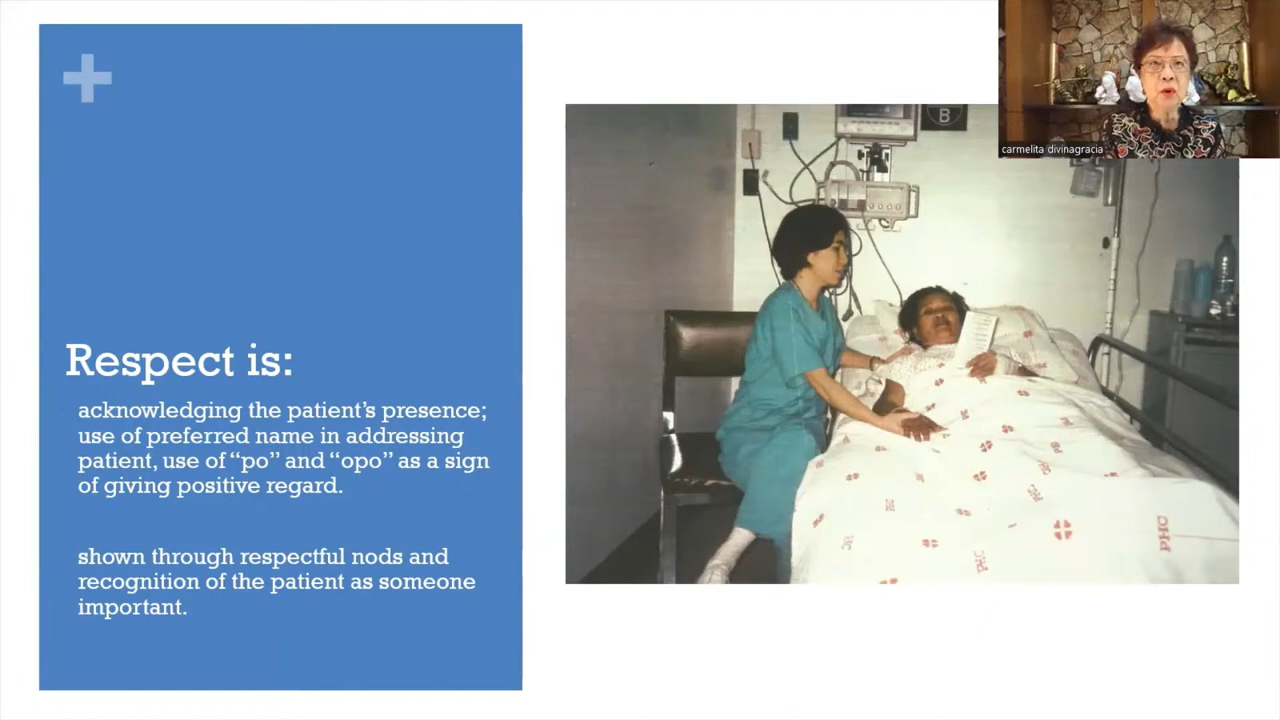 Respect is:
acknowledging the patient’s presence;
use of preferred name in addressing
patient, use of “po” and “opo” as a sign
of giving positive regard.
shown through respectful nods and
recognition of the patient as someone
important.
B
carmelita divinagracia
PHC
PHC